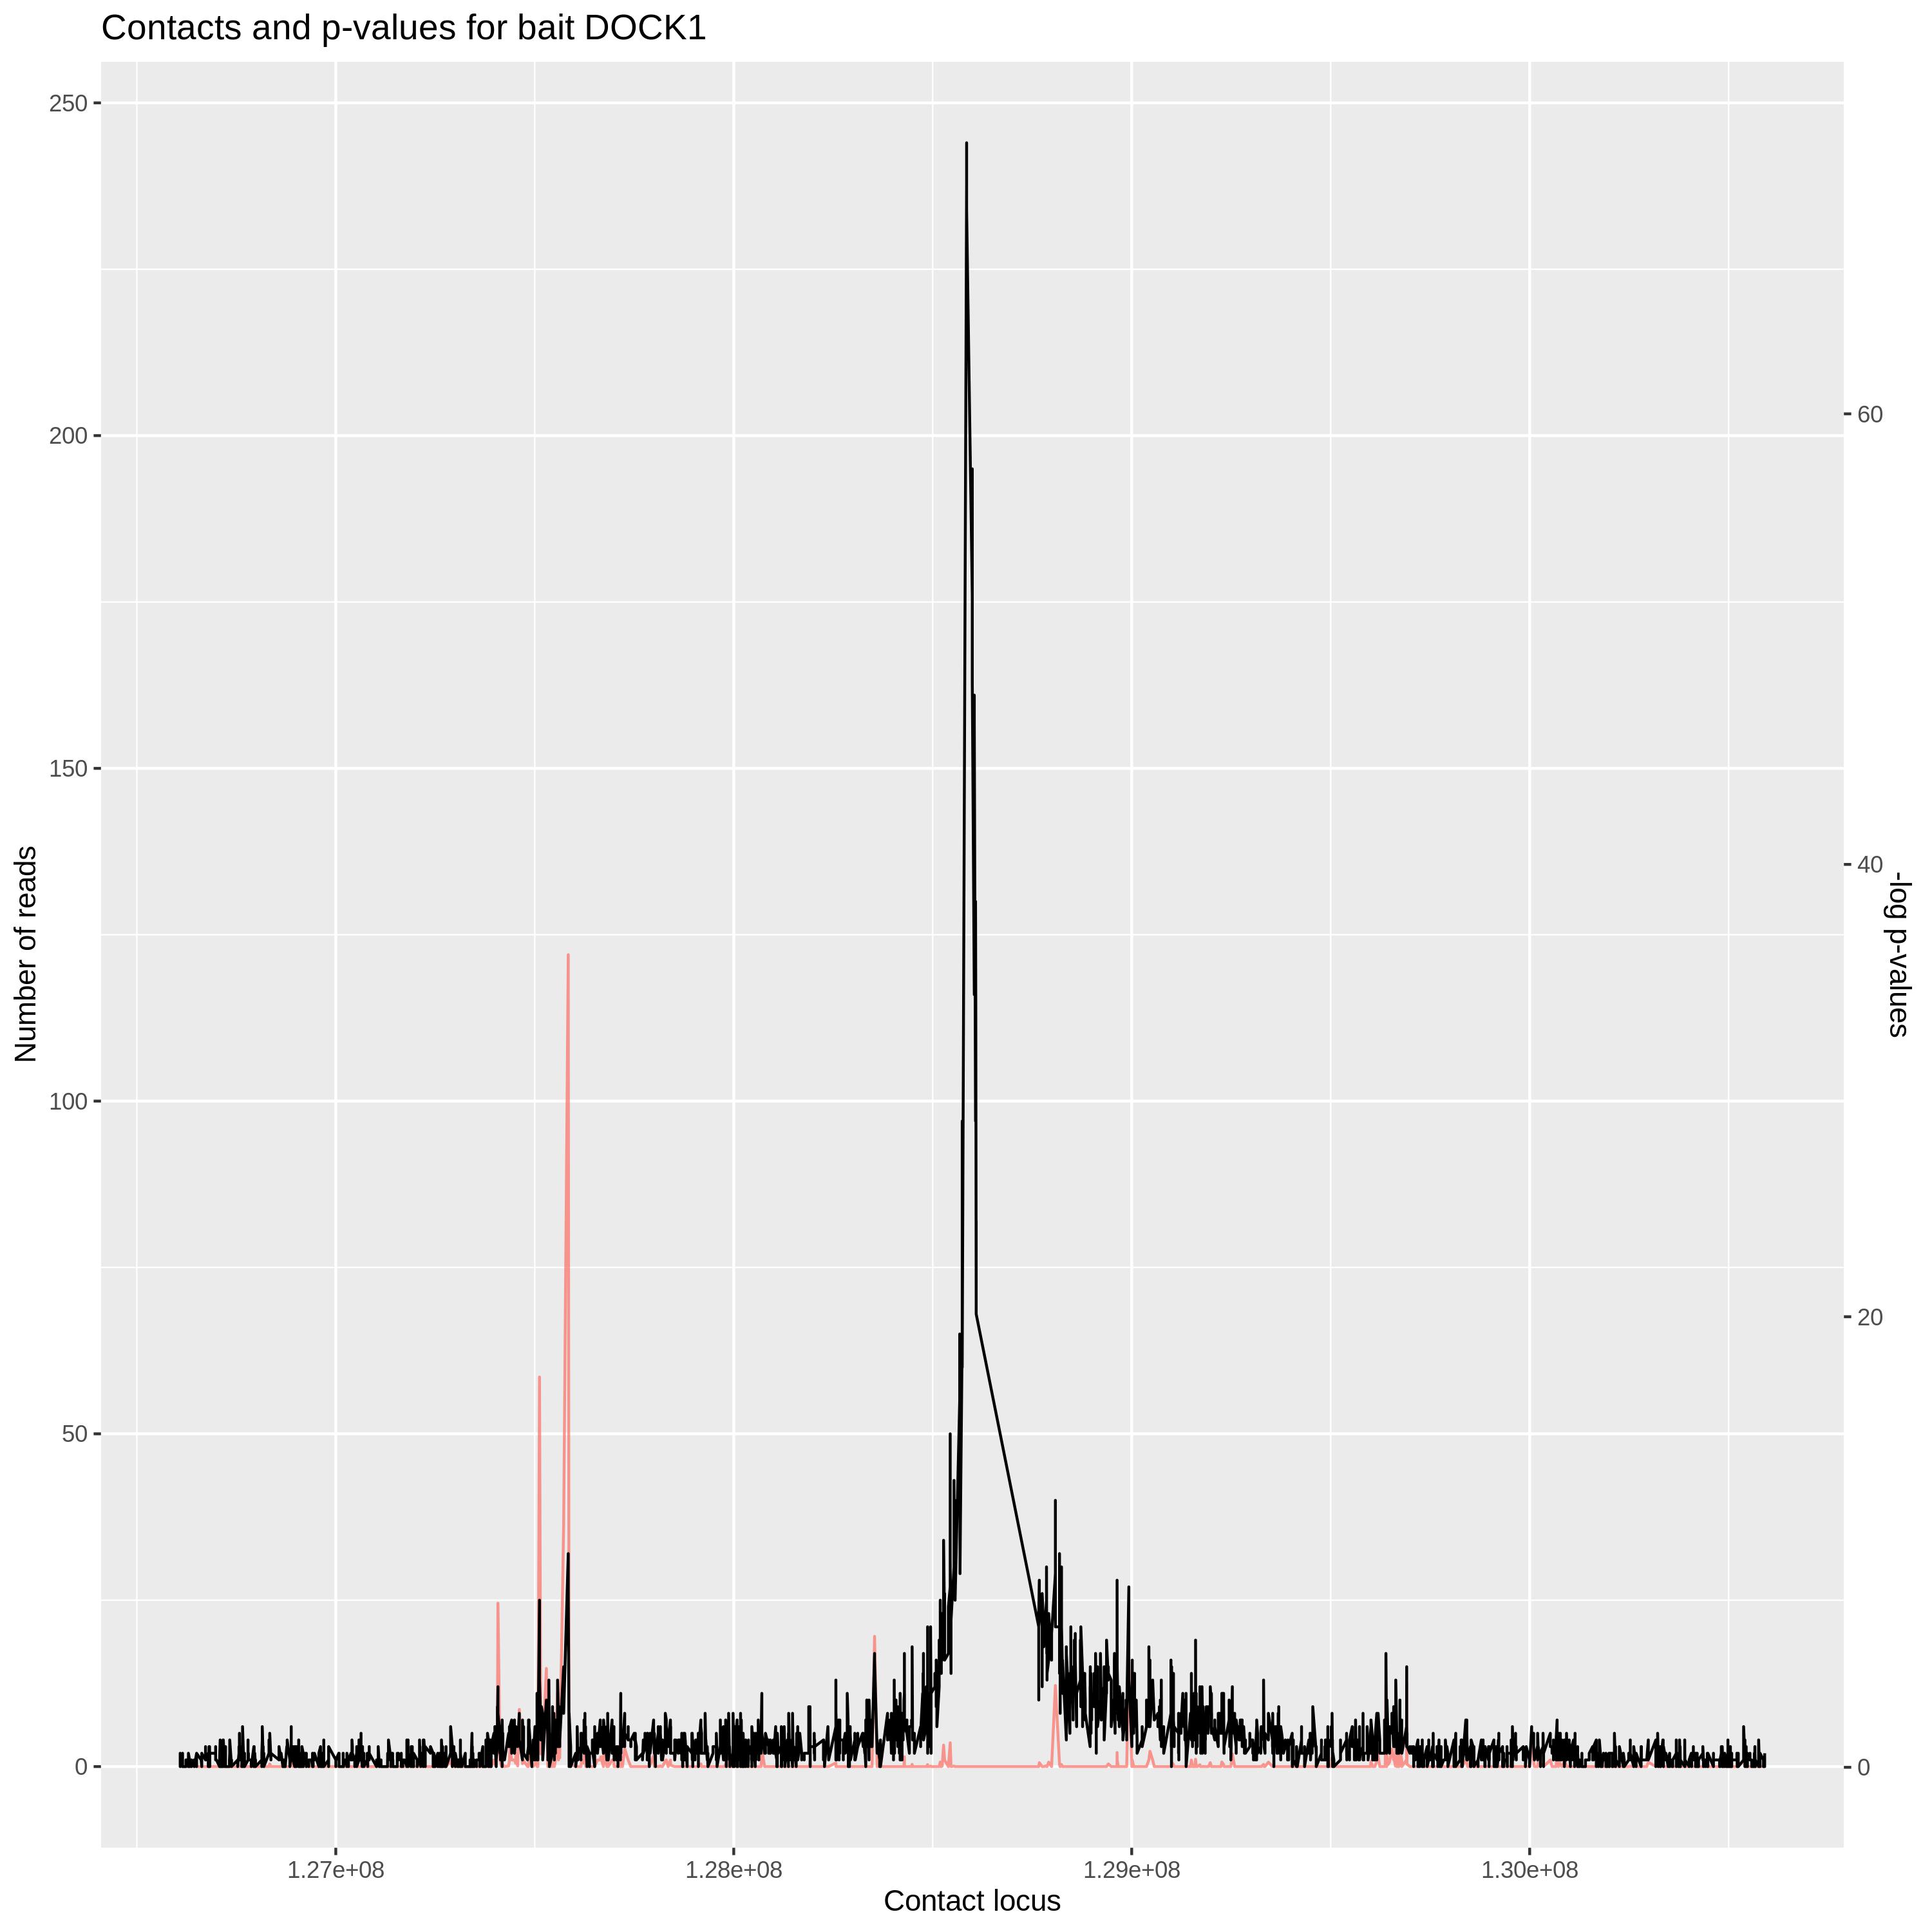 Contacts and p-values for bait DOCK1
250
200
150
100
50
0
Number of reads
60
40
20
0
-log p-values
1.27e+08
1.28e+08
1.29e+08
1.30e+08
Contact locus